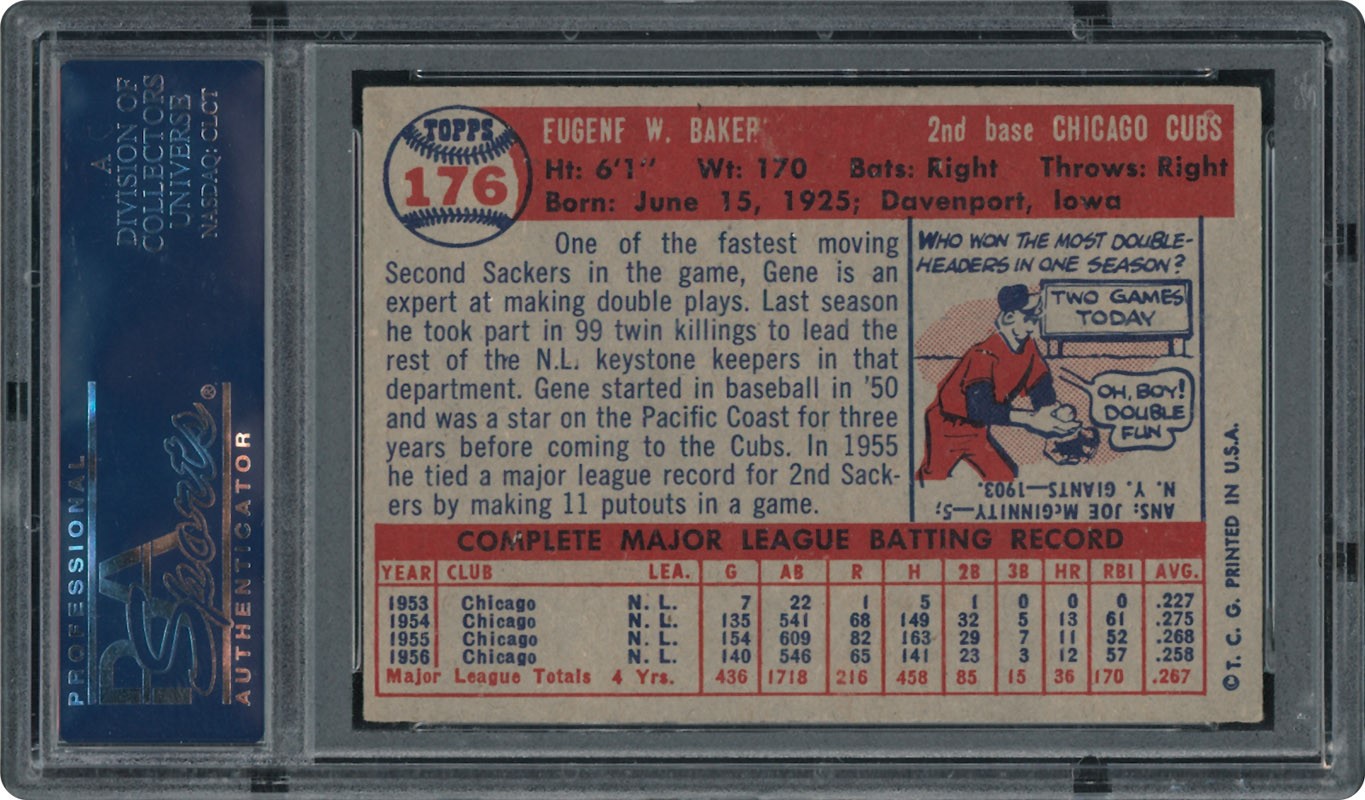 A
DIVISION OF
COLLECTORS
UNIVERSE
NASDAQ: CLCT
PROFESSIONAL
PSA
Sports®
AUTHENTICATOR
TOPPS
176
EUGENE W. BAKEP 2nd base CHICAGO CUBS
Ht: 6'1" Wt: 170 Bats: Right Throws: Right
Born: June 15, 1925; Davenport, Iowa
One of the fastest moving
Second Sackers in the game, Gene is an
expert at making double plays. Last season
he took part in 99 twin killings to lead the
rest of the N.L. keystone keepers in that
department. Gene started in baseball in '50
and was a star on the Pacific Coast for three
years before coming to the Cubs. In 1955
he tied a major league record for 2nd Sack-
ers by making 11 putouts in a game.
WHO WON THE MOST DOUBLE-
HEADERS IN ONE SEASON?
TWO GAMES
TODAY
OH, BOY!
DOUBLE
FUN
ANS: JOE McGINNITY—5;
N. Y. GIANTS—1903.
COMPLETE MAJOR LEAGUE BATTING RECORD
YEAR CLUB LEA. G AB R H 2B 3B HR RBI AVG.
1953 Chicago N. L. 7 22 1 5 1 0 0 0 .227
1954 Chicago N. L. 135 541 68 149 32 5 13 61 .275
1955 Chicago N. L. 154 609 82 163 29 7 11 52 .268
1956 Chicago N. L. 140 546 65 141 23 3 12 57 .258
Major League Totals 4 Yrs. 436 1718 216 458 85 15 36 170 .267
© T. C. G. PRINTED IN U.S.A.